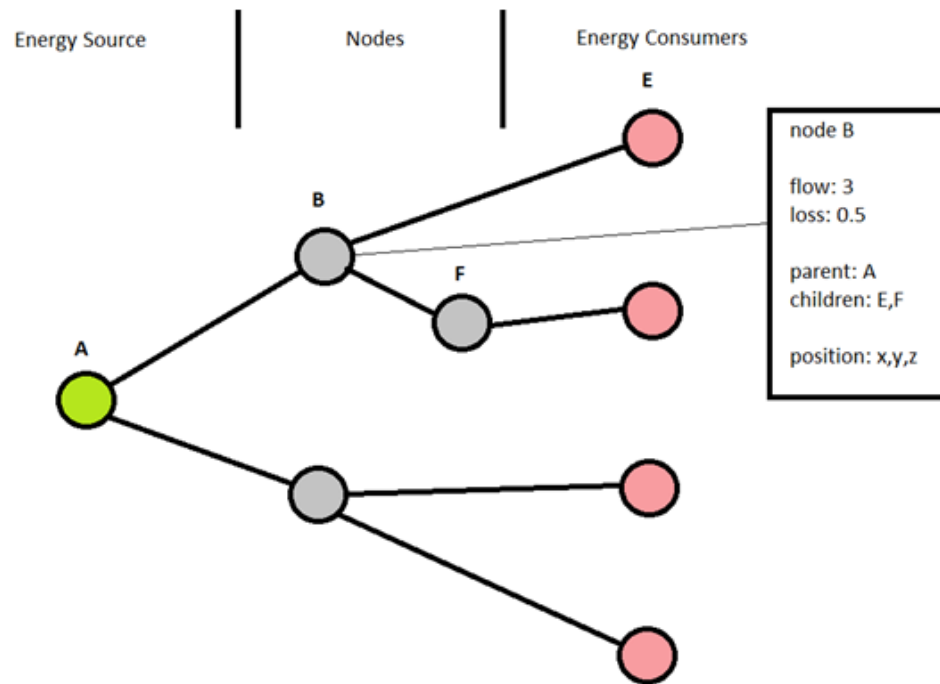 Energy Source
Nodes
Energy Consumers
E
node B
flow: 3
loss: 0.5
parent: A
children: E,F
position: x,y,z
B
F
A